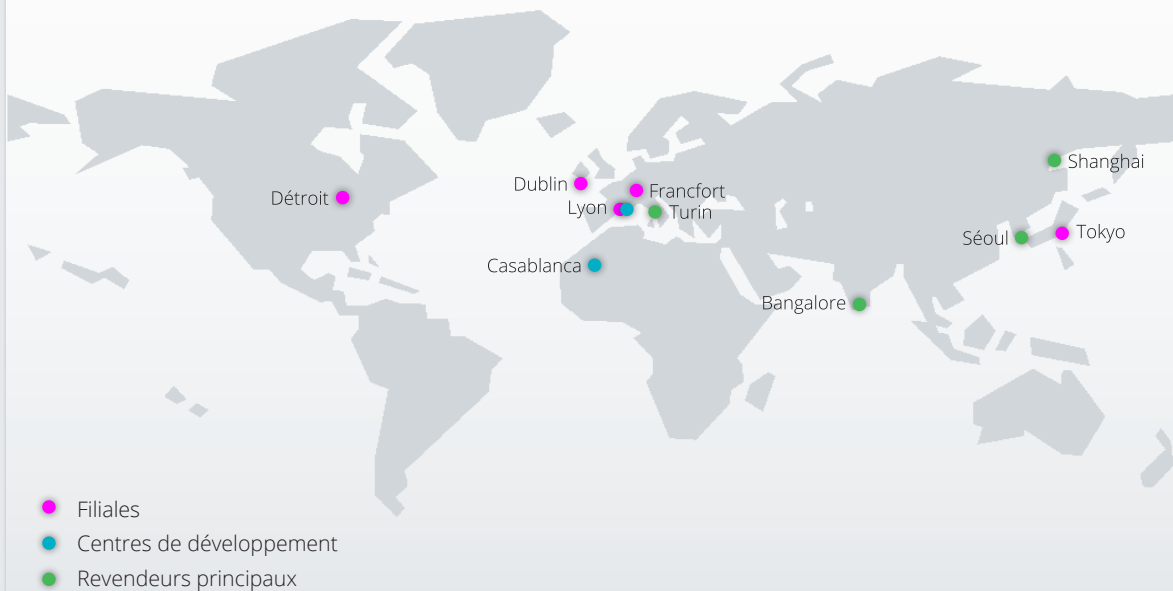 Shanghai
Dublin
Francfort
Détroit
Lyon
Turin
Tokyo
Séoul
Casablanca
Bangalore
Filiales
Centres de développement
Revendeurs principaux